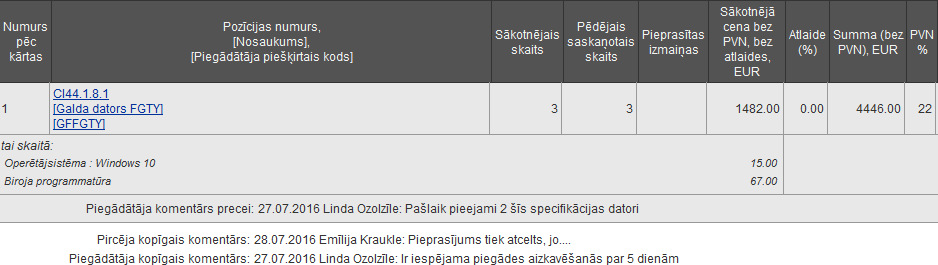 Numurs pēc kārtas
Pozīcijas numurs,
[Nosaukums],
[Piegādātāja piešķirtais kods]
Sākotnējais skaits
Pēdējais saskaņotais skaits
Pieprasītas izmaiņas
Sākotnējā cena bez PVN, bez atlaides, EUR
Atlaide (%)
Summa (bez PVN), EUR
PVN %
1
CI44.1.8.1
[Galda dators FGTY]
[GFFGTY]
3
3
1482.00
0.00
4446.00
22
tai skaitā:
Operētājsistēma : Windows 10 15.00
Biroja programmatūra 67.00
Piegādātāja komentārs precei: 27.07.2016 Linda Ozolzīle: Pašlaik pieejami 2 šīs specifikācijas datori
Pircēja kopīgais komentārs: 28.07.2016 Emīlija Kraukle: Pieprasījums tiek atcelts, jo....
Piegādātāja kopīgais komentārs: 27.07.2016 Linda Ozolzīle: Ir iespējama piegādes aizkavēšanās par 5 dienām